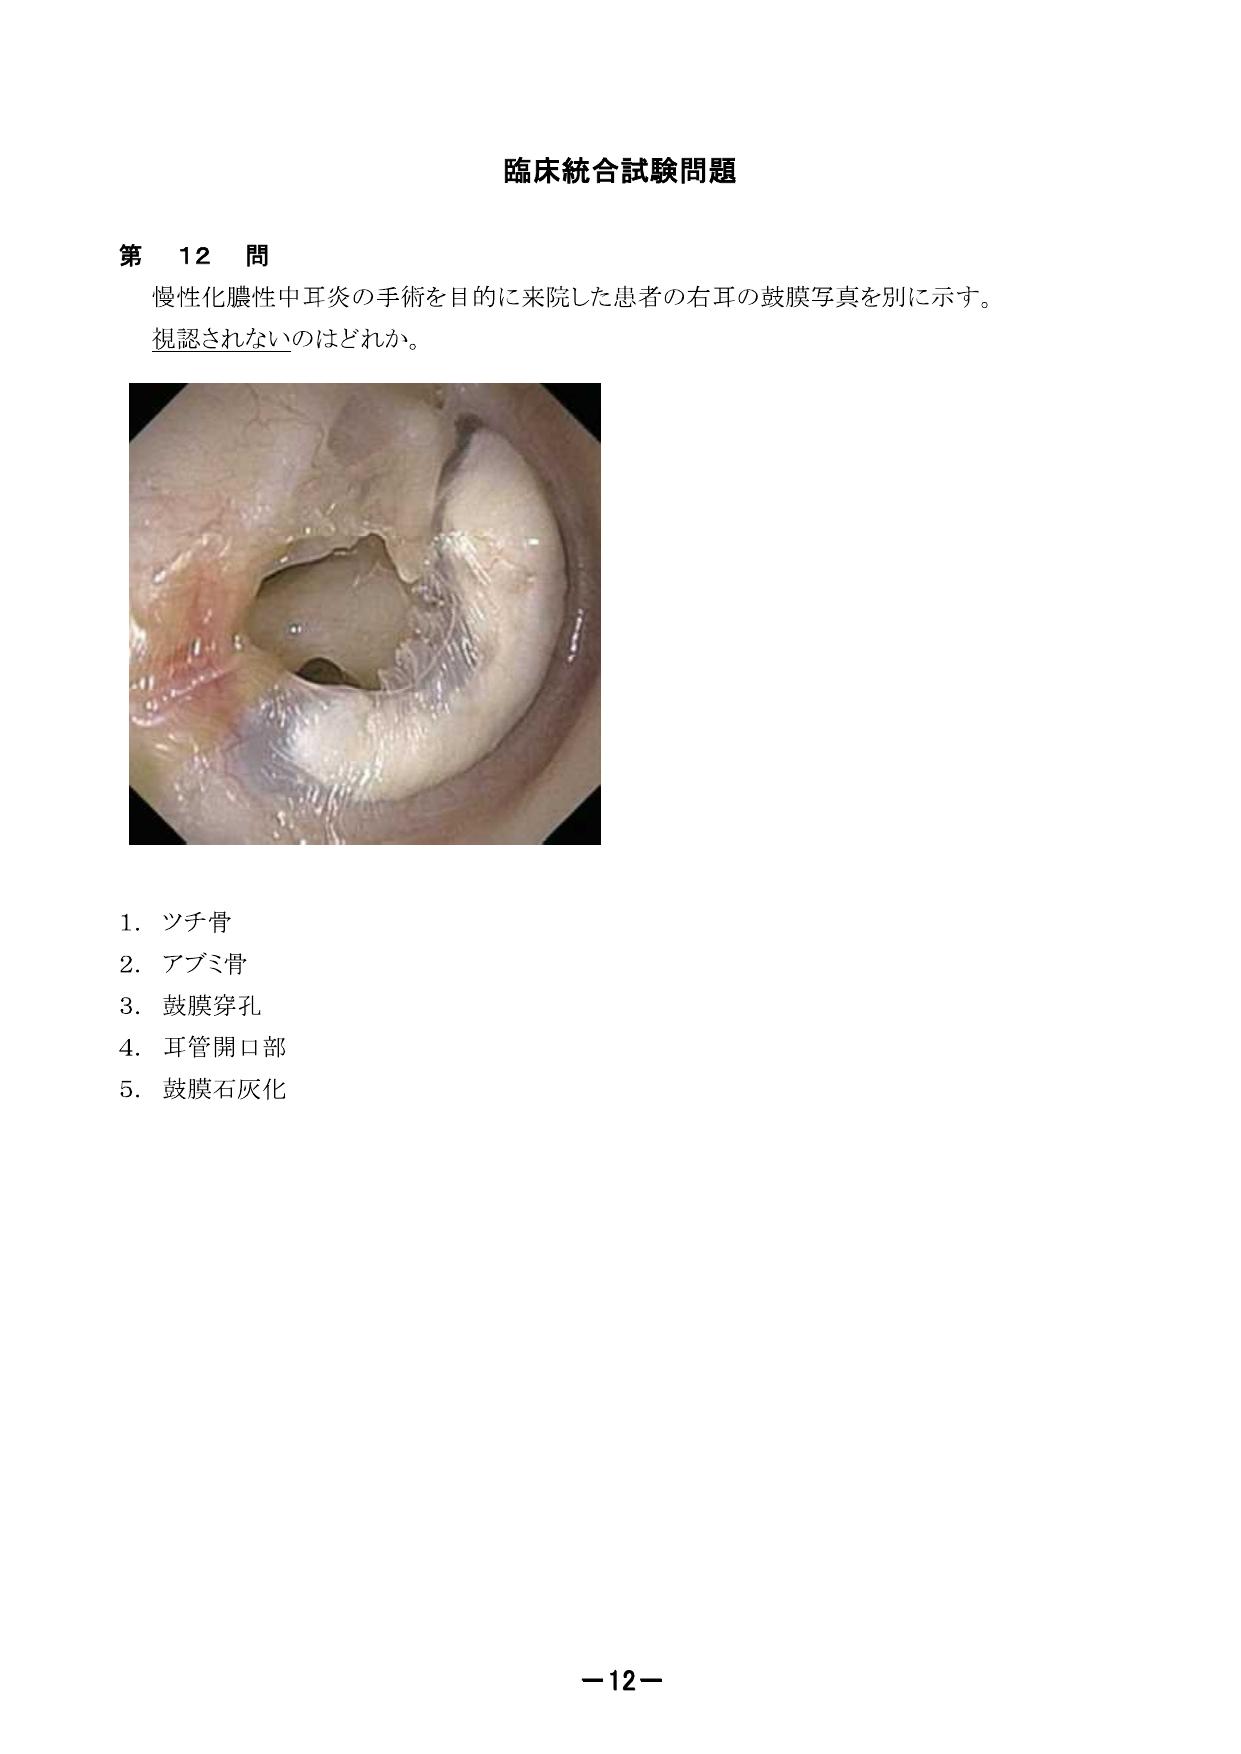 臨床統合試験問題
第 12 問
慢性化膿性中耳炎の手術を目的に来院した患者の右耳の鼓膜写真を別に示す。
視認されないのはどれか。
1. ツチ骨
2. アブミ骨
3. 鼓膜穿孔
4. 耳管開口部
5. 鼓膜石灰化
－12－